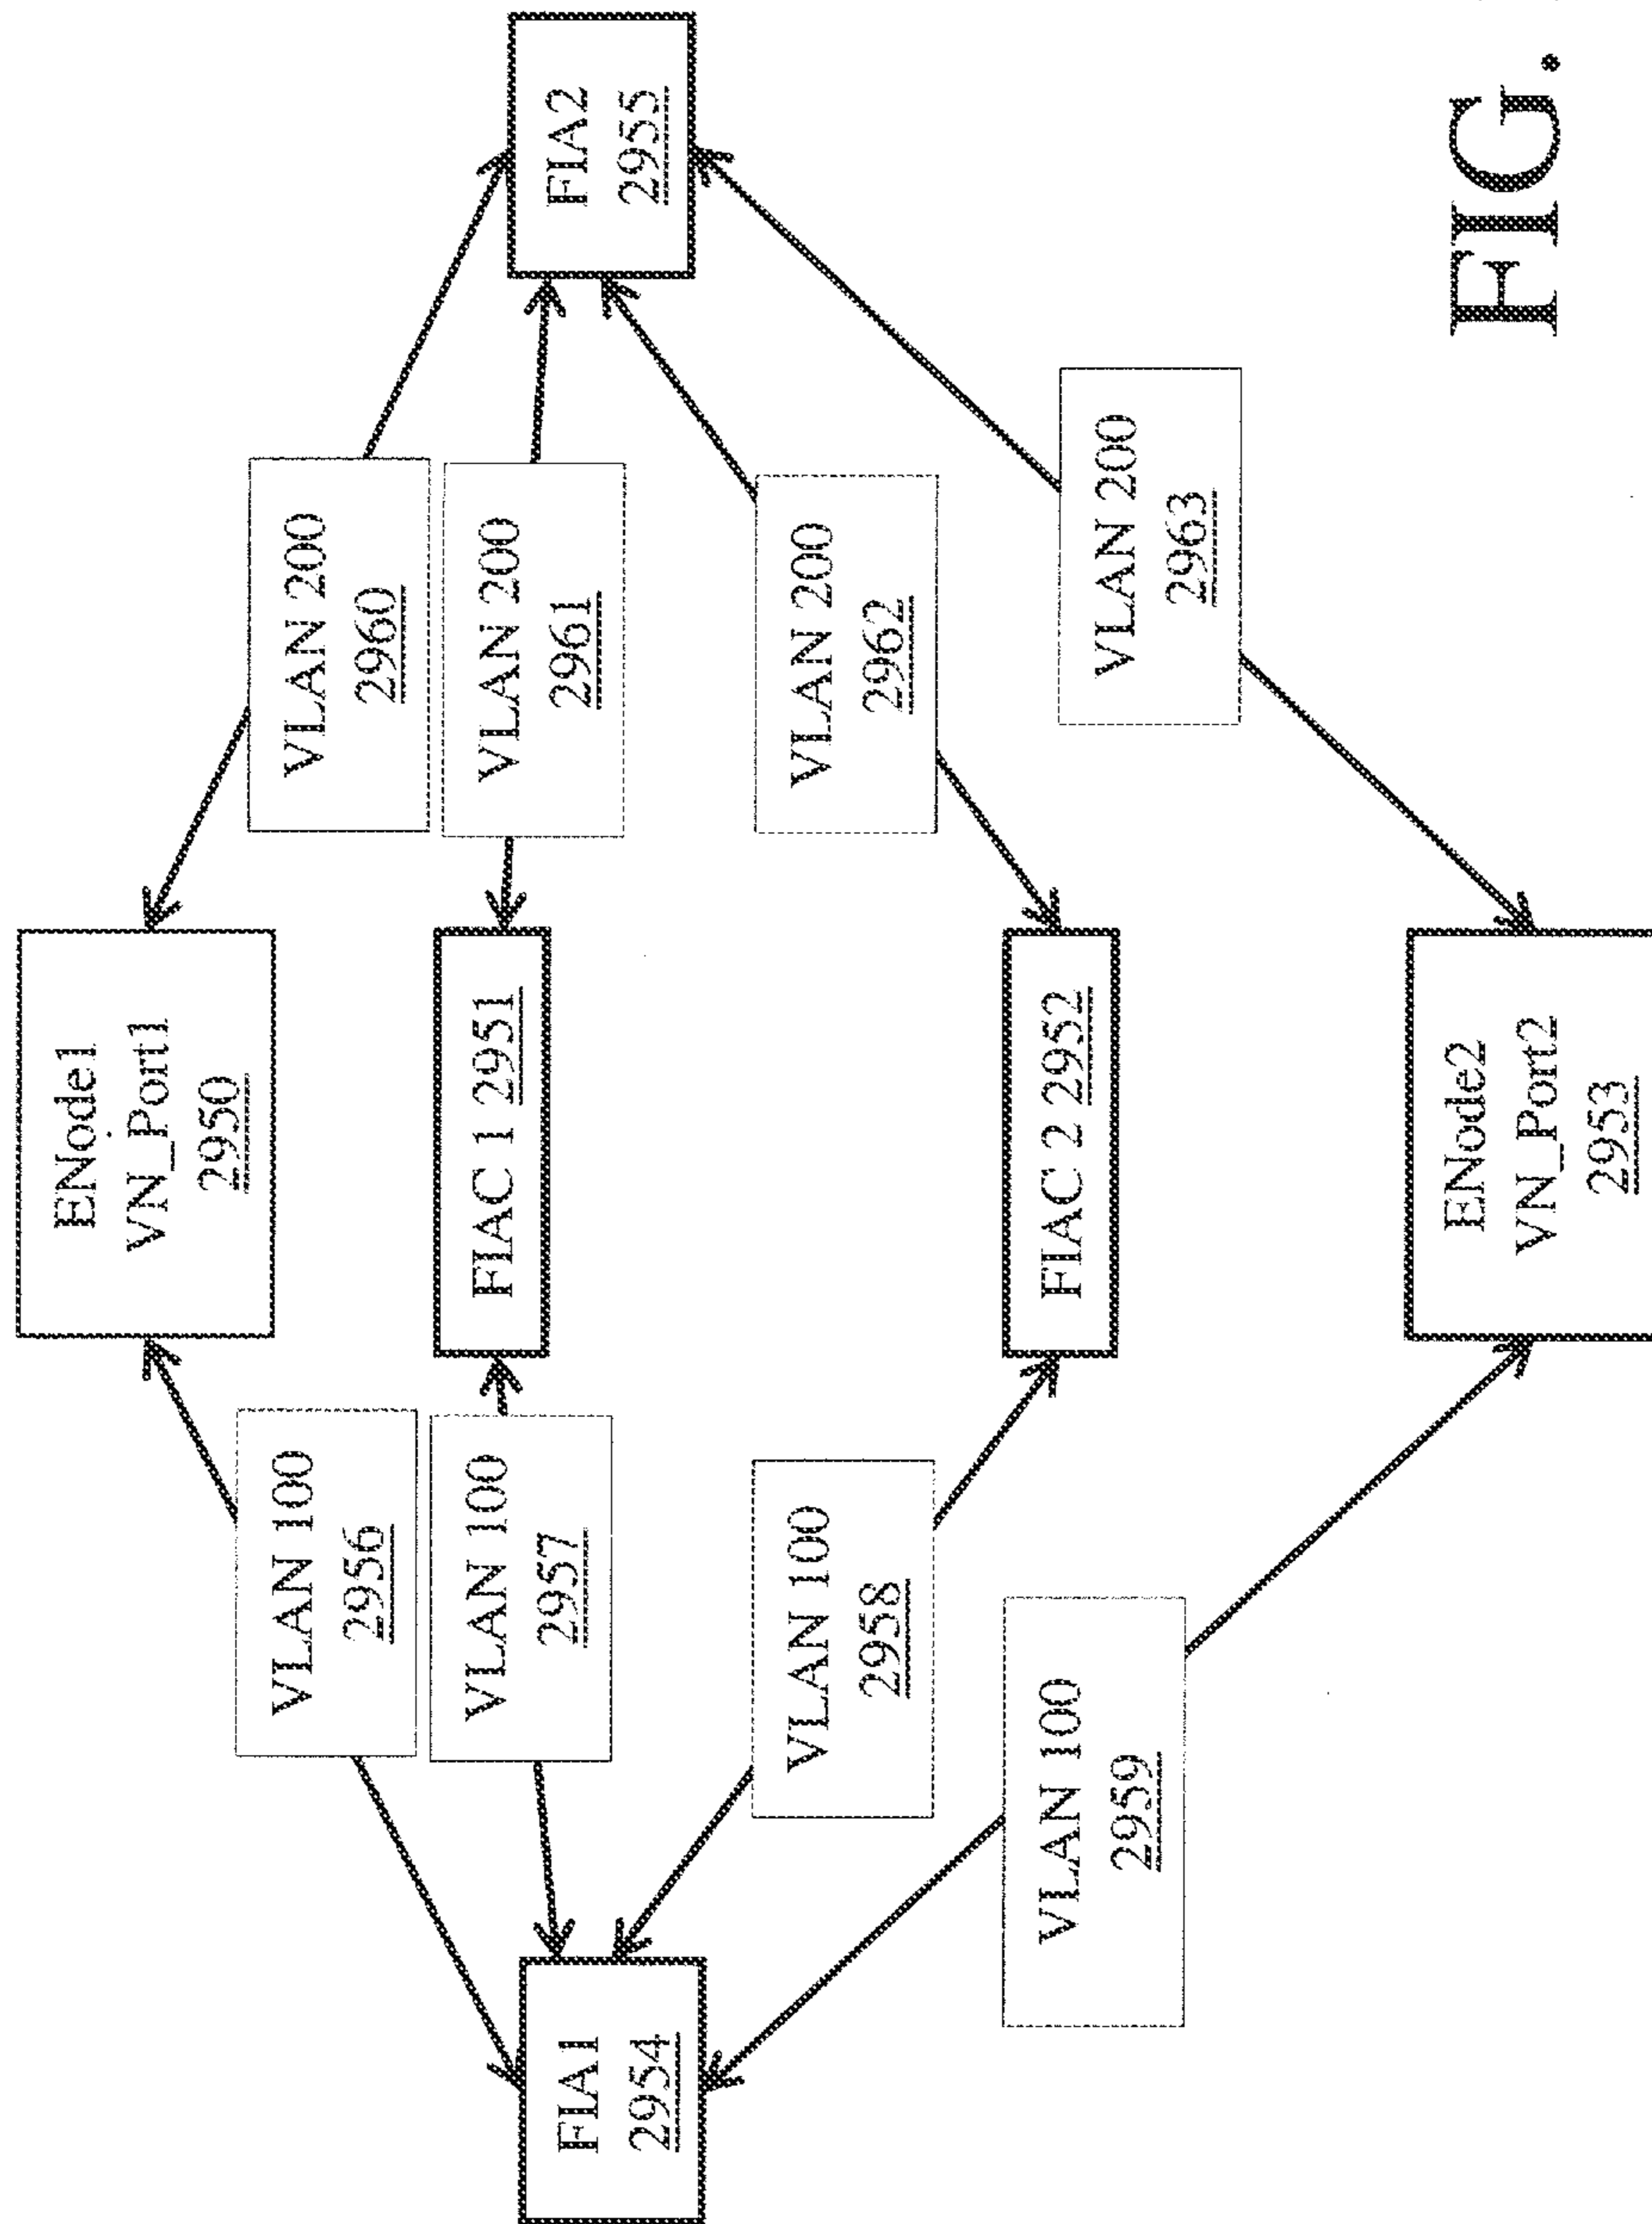 ENode1
VN_Port1
2950
VLAN 100
2956
VLAN 200
2960
VLAN 100
2957
FIAC 1 2951
VLAN 200
2961
FIA1
2954
FIA2
2955
VLAN 100
2958
VLAN 200
2962
FIAC 2 2952
VLAN 100
2959
VLAN 200
2963
ENode2
VN_Port2
2953
FIG.